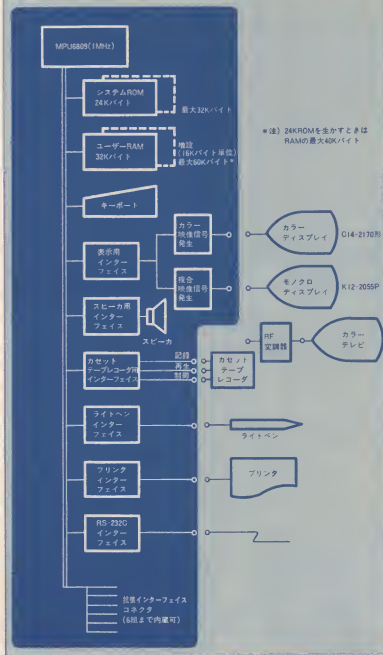 MPU6809(1MHz)
システムROM
24Kバイト
最大32Kバイト
*注) 24KROMを生かすときは
RAMの最大40Kバイト
ユーザーRAM
32Kバイト
増設
(16Kバイト単位)
最大60Kバイト*
キーボード
表示用
インター
フェイス
カラー
映像信号
発生
カラー
ディスプレイ
C14-2170形
複合
映像信号
発生
モノクロ
ディスプレイ
K12-2055P
スピーカ用
インター
フェイス
スピーカ
RF
変調器
カラー
テレビ
カセット
テープレコーダ用
インターフェイス
記録
再生
制御
カセット
テープ
レコーダ
ライトペン
インター
フェイス
ライトペン
プリンタ
インター
フェイス
プリンタ
RS-232C
インター
フェイス
拡張インターフェイス
コネクタ
(6組まで内蔵可)